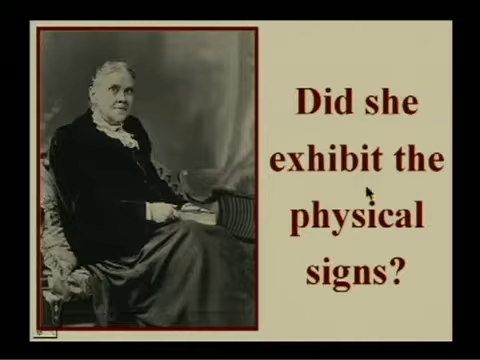 Did she
exhibit the
physical
signs?